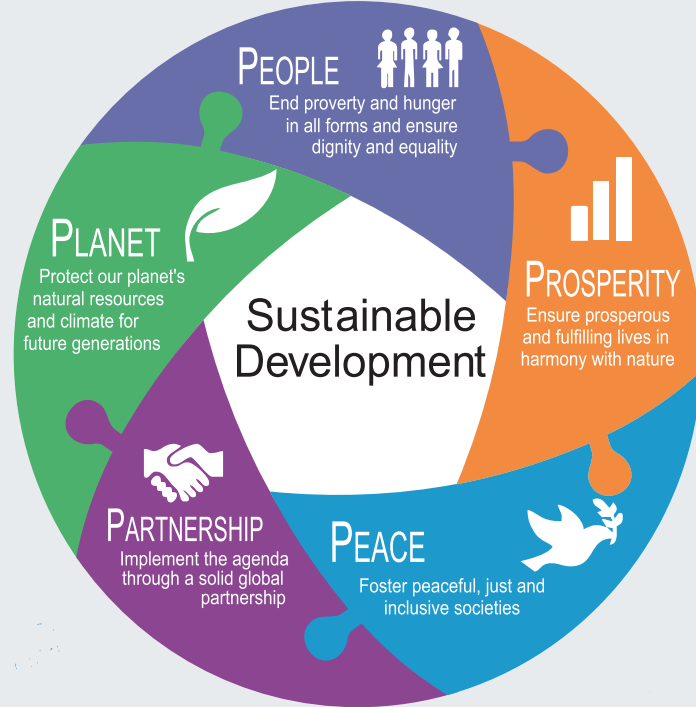 PEOPLE
End proverty and hunger
in all forms and ensure
dignity and equality
PROSPERITY
Ensure prosperous
and fulfilling lives in
harmony with nature
PEACE
Foster peaceful, just and
inclusive societies
PARTNERSHIP
Implement the agenda
through a solid global
partnership
PLANET
Protect our planet's
natural resources
and climate for
future generations
Sustainable
Development